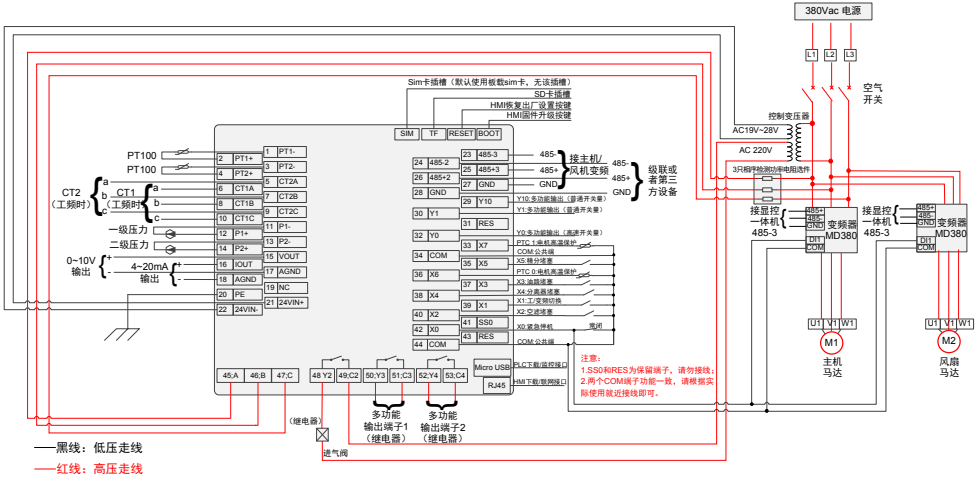 380Vac 电源
L1 L2 L3
空气
开关
控制变压器
AC19V~28V
AC 220V
3只相序检测功率电阻选件
Sim卡插槽（默认使用板载sim卡，无该插槽）
SD卡插槽
HMI恢复出厂设置按键
HMI固件升级按键
SIM TF RESET BOOT
PT100
PT100
CT2
（工频时）
a
b
c
CT1
（工频时）
a
b
c
一级压力
二级压力
0~10V
输出
+
-
4~20mA
输出
+
-
1 PT1-
2 PT1+
3 PT2-
4 PT2+
5 CT2A
6 CT1A
7 CT2B
8 CT1B
9 CT2C
10 CT1C
11 P1-
12 P1+
13 P2-
14 P2+
15 VOUT
16 IOUT
17 AGND
18 AGND
19 NC
20 PE
21 24VIN+
22 24VIN-
23 485-3
24 485-2
25 485+3
26 485+2
27 GND
28 GND
29 Y10
30 Y1
31 RES
32 Y0
33 X7
34 COM
35 X5
36 X6
37 X3
38 X4
39 X1
40 X2
41 SS0
42 X0
43 RES
44 COM
485-
485+
GND
接主机/
风机变频
485-
485+
GND
级联或
者第三
方设备
Y10:多功能输出（普通开关量）
Y1:多功能输出（普通开关量）
Y0:多功能输出（高速开关量）
PTC 1:电机高温保护
COM:公共端
X5:精分堵塞
PTC 0:电机高温保护
X3:油路堵塞
X4:分离器堵塞
X1:工/变频切换
X2:空滤堵塞
X0:紧急停机
常闭
COM:公共端
Micro USB
PLC下载/监控接口
RJ45
HMI下载/联网接口
45;A 46;B 47;C 48 Y2 49;C2 50;Y3 51;C3 52;Y4 53;C4
（继电器）
进气阀
多功能
输出端子1
（继电器）
多功能
输出端子2
（继电器）
注意:
1.SS0和RES为保留端子，请勿接线；
2.两个COM端子功能一致，请根据实
际使用就近接线即可。
接显控
一体机
485-3
485+
485-
GND
DI1
COM
变频器
MD380
接显控
一体机
485-3
485+
485-
GND
DI1
COM
变频器
MD380
U1 V1 W1
M1
主机
马达
U1 V1 W1
M2
风扇
马达
黑线：低压走线
红线：高压走线